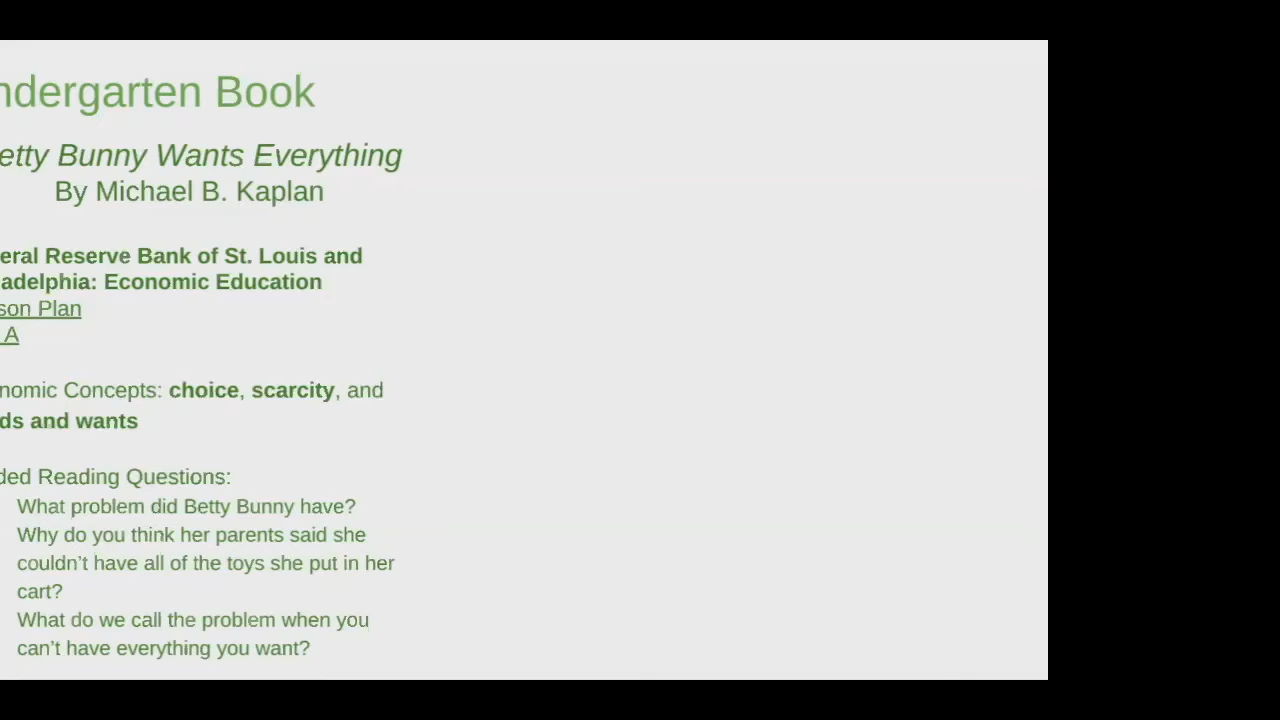 ndergarten Book
etty Bunny Wants Everything
By Michael B. Kaplan
eral Reserve Bank of St. Louis and
adelphia: Economic Education
son Plan
A
nomic Concepts: choice, scarcity, and
ds and wants
ded Reading Questions:
What problem did Betty Bunny have?
Why do you think her parents said she
couldn’t have all of the toys she put in her
cart?
What do we call the problem when you
can’t have everything you want?